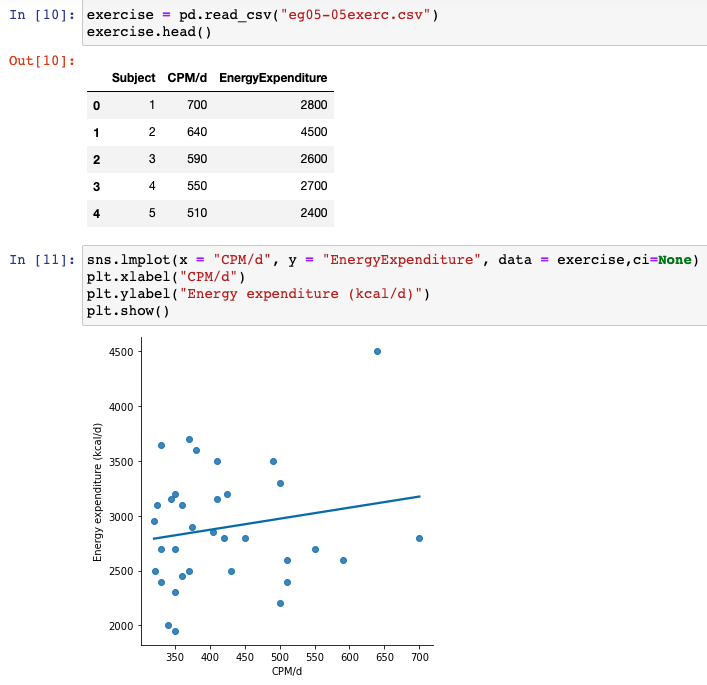 In [10]: exercise = pd.read_csv("eg05-05exerc.csv")
exercise.head()
Out[10]:
Subject CPM/d EnergyExpenditure
0 1 700 2800
1 2 640 4500
2 3 590 2600
3 4 550 2700
4 5 510 2400
In [11]: sns.lmplot(x = "CPM/d", y = "EnergyExpenditure", data = exercise,ci=None)
plt.xlabel("CPM/d")
plt.ylabel("Energy expenditure (kcal/d)")
plt.show()
4500
4000
3500
3000
2500
2000
Energy expenditure (kcal/d)
350 400 450 500 550 600 650 700
CPM/d